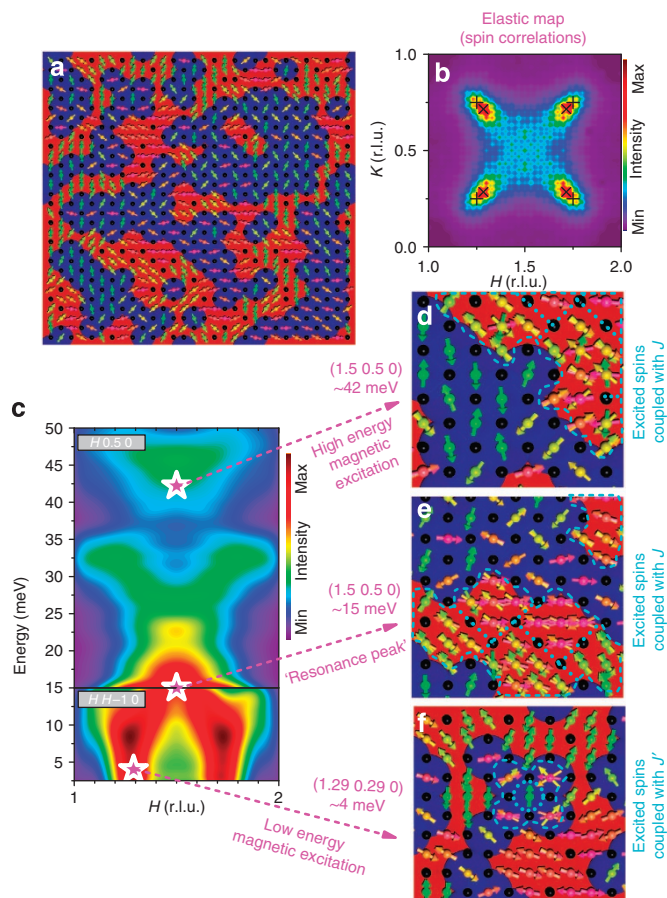 Elastic map
(spin correlations)
a
b
1.0
0.5
0.0
K (r.l.u.)
1.0
1.5
2.0
H (r.l.u.)
Max
Intensity
Min
c
50
45
40
35
30
25
20
15
10
5
Energy (meV)
H 0.5 0
H H–1 0
1
2
H (r.l.u.)
Max
Intensity
Min
(1.5 0.5 0)
~42 meV
High energy
magnetic
excitation
(1.5 0.5 0)
~15 meV
‘Resonance peak’
(1.29 0.29 0)
~4 meV
Low energy
magnetic excitation
d
Excited spins
coupled with J
e
Excited spins
coupled with J
f
Excited spins
coupled with J′